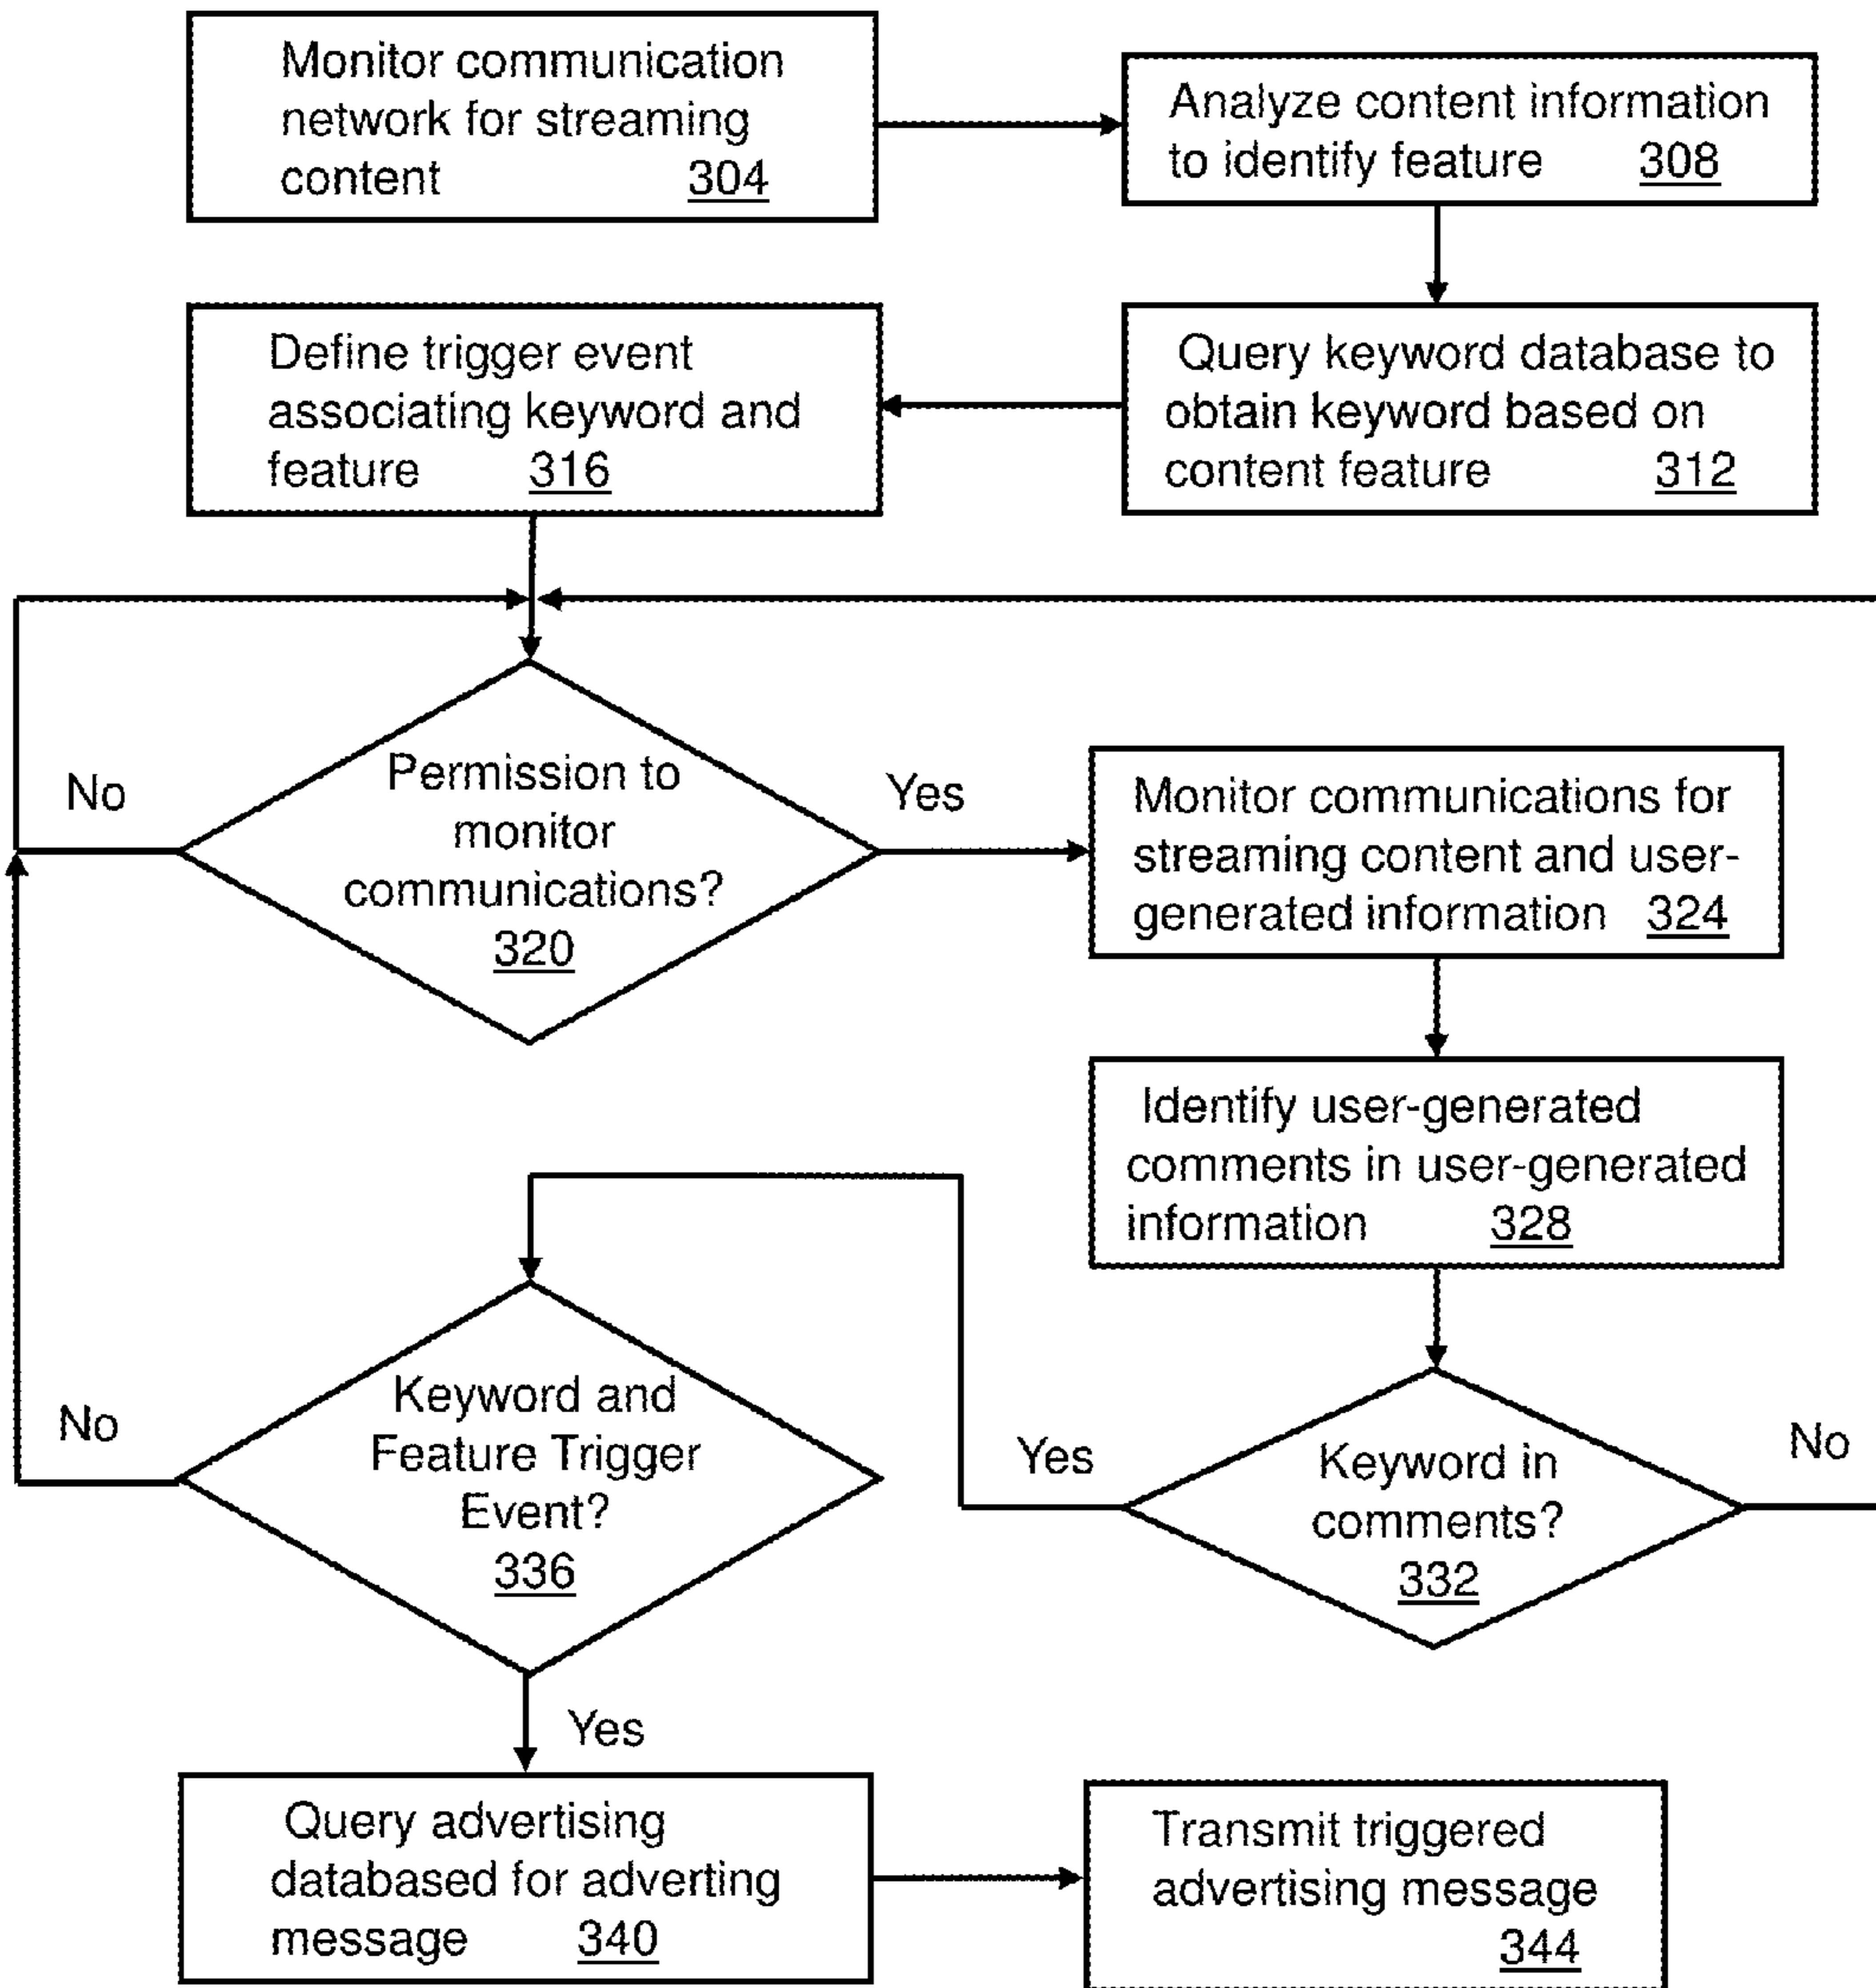 Monitor communication
network for streaming
content 304
Analyze content information
to identify feature 308
Query keyword database to
obtain keyword based on
content feature 312
Define trigger event
associating keyword and
feature 316
Permission to
monitor
communications?
320
No
Yes
Monitor communications for
streaming content and user-
generated information 324
Identify user-generated
comments in user-generated
information 328
Keyword in
comments?
332
No
Yes
Keyword and
Feature Trigger
Event?
336
No
Yes
Query advertising
databased for adverting
message 340
Transmit triggered
advertising message
344